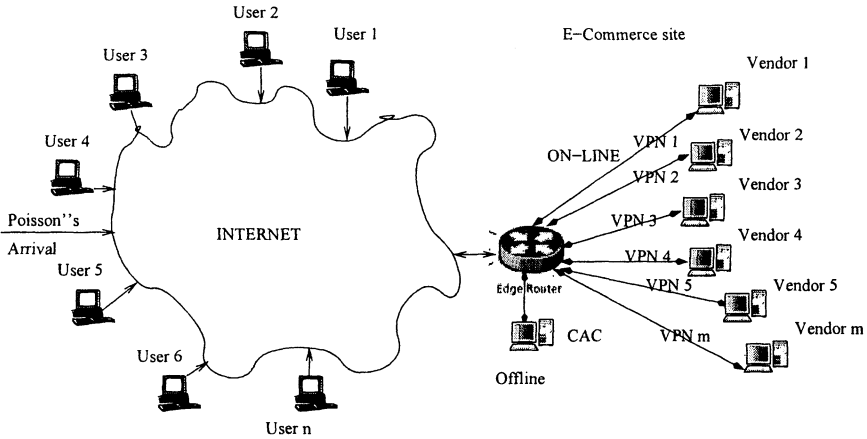 User 2
User 1
E−Commerce site
User 3
Vendor 1
User 4
ON−LINE
VPN 1
Vendor 2
VPN 2
Vendor 3
Poisson''s
Arrival
INTERNET
VPN 3
Vendor 4
VPN 4
User 5
Edge Router
VPN 5
Vendor 5
User 6
CAC
VPN m
Vendor m
Offline
User n